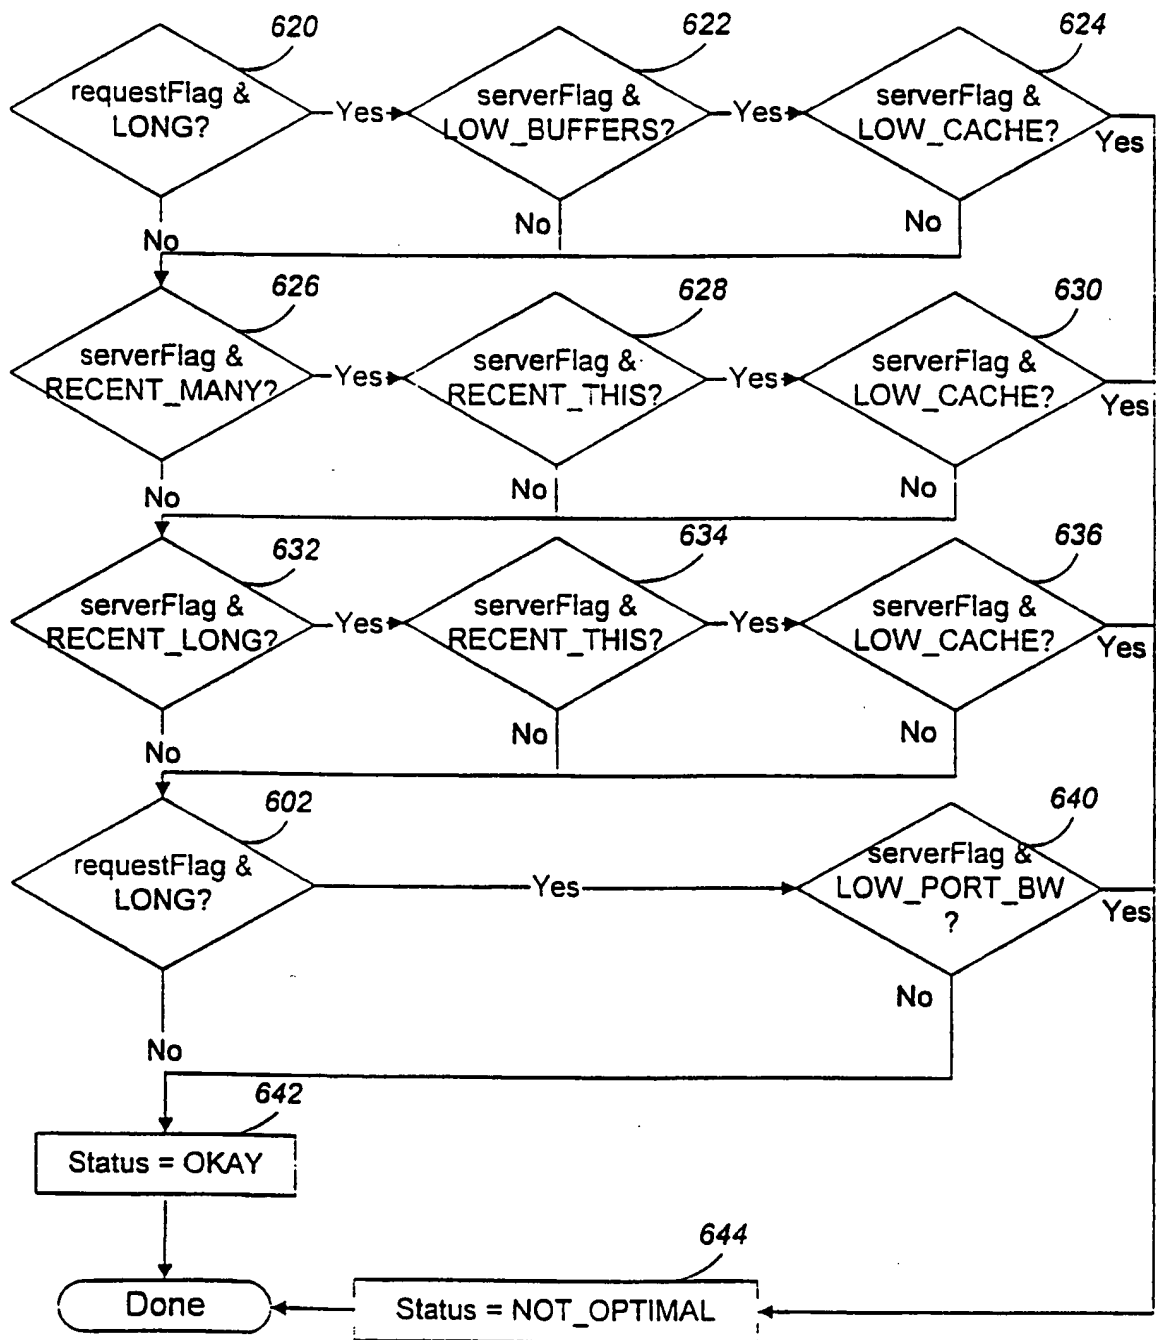 620
622
624
requestFlag &
LONG?
Yes
serverFlag &
LOW_BUFFERS?
Yes
serverFlag &
LOW_CACHE?
Yes
No
No
No
626
628
630
serverFlag &
RECENT_MANY?
Yes
serverFlag &
RECENT_THIS?
Yes
serverFlag &
LOW_CACHE?
Yes
No
No
No
632
634
636
serverFlag &
RECENT_LONG?
Yes
serverFlag &
RECENT_THIS?
Yes
serverFlag &
LOW_CACHE?
Yes
No
No
No
602
640
requestFlag &
LONG?
Yes
serverFlag &
LOW_PORT_BW
?
Yes
No
No
642
Status = OKAY
644
Done
Status = NOT_OPTIMAL